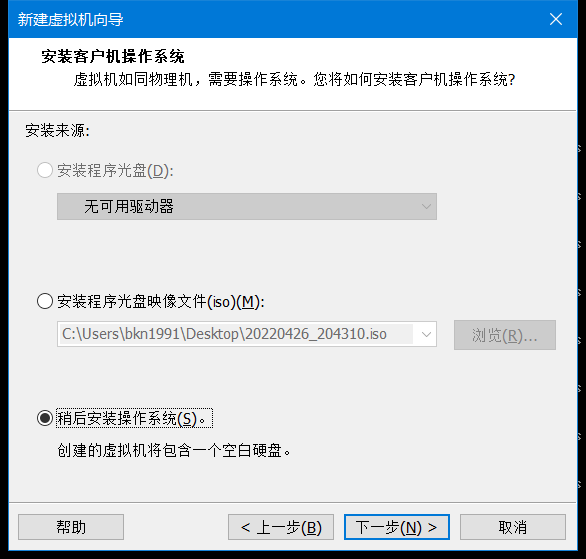 新建虚拟机向导
安装客户机操作系统
虚拟机如同物理机，需要操作系统。您将如何安装客户机操作系统?
安装来源:
安装程序光盘(D):
无可用驱动器
安装程序光盘映像文件(iso)(M):
C:\Users\bkn1991\Desktop\20220426_204310.iso
浏览(R)...
稍后安装操作系统(S)。
创建的虚拟机将包含一个空白硬盘。
帮助
< 上一步(B)
下一步(N) >
取消